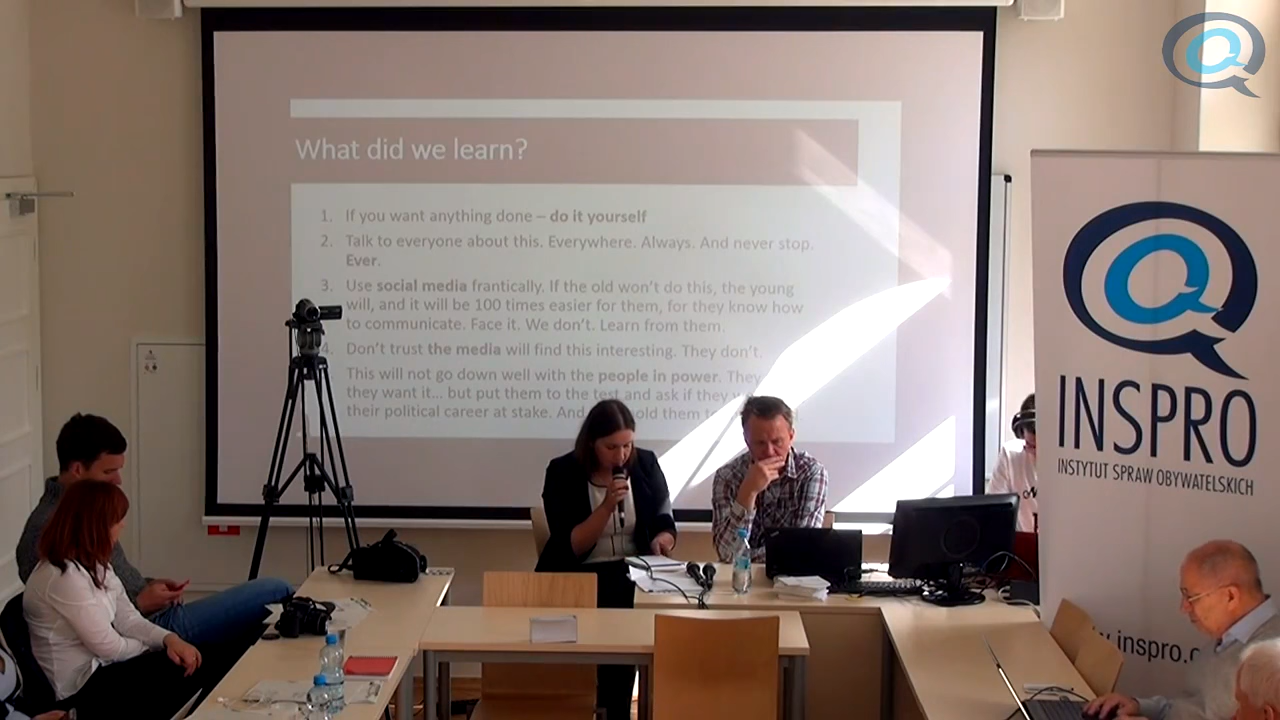 What did we learn?
1. If you want anything done – do it yourself
2. Talk to everyone about this. Everywhere. Always. And never stop.
Ever.
3. Use social media frantically. If the old won't do this, the young
will, and it will be 100 times easier for them, for they know how
to communicate. Face it. We don't. Learn from them.
4. Don't trust the media will find this interesting. They don't.
This will not go down well with the people in power. They
they want it... but put them to the test and ask if they
their political career at stake. And hold them
INSPRO
INSTYTUT SPRAW OBYWATELSKICH
inspro.